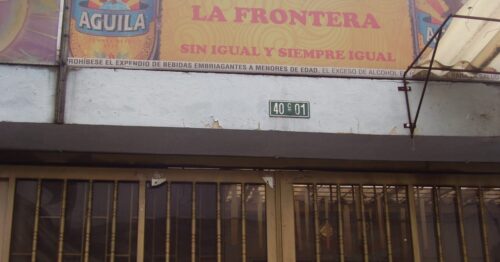 AGUILA
LA FRONTERA
SIN IGUAL Y SIEMPRE IGUAL
PROHÍBESE EL EXPENDIO DE BEBIDAS EMBRIAGANTES A MENORES DE EDAD. EL EXCESO DE ALCOHOL
40 C 01